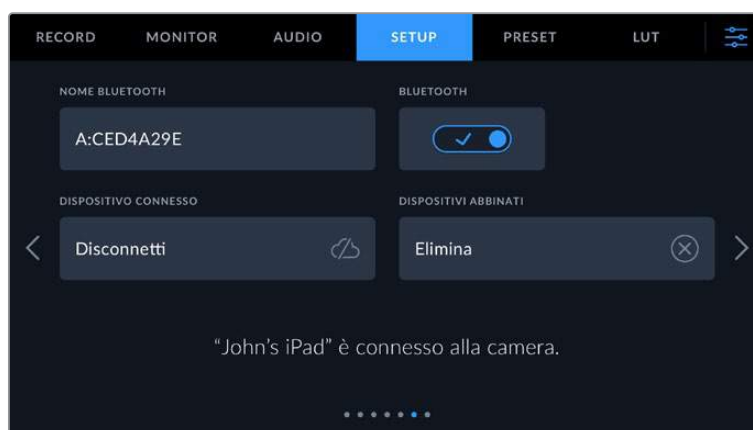 RECORD MONITOR AUDIO SETUP PRESET LUT
NOME BLUETOOTH BLUETOOTH
A:CED4A29E
DISPOSITIVO CONNESSO DISPOSITIVI ABBINATI
Disconnetti Elimina
“John’s iPad” è connesso alla camera.